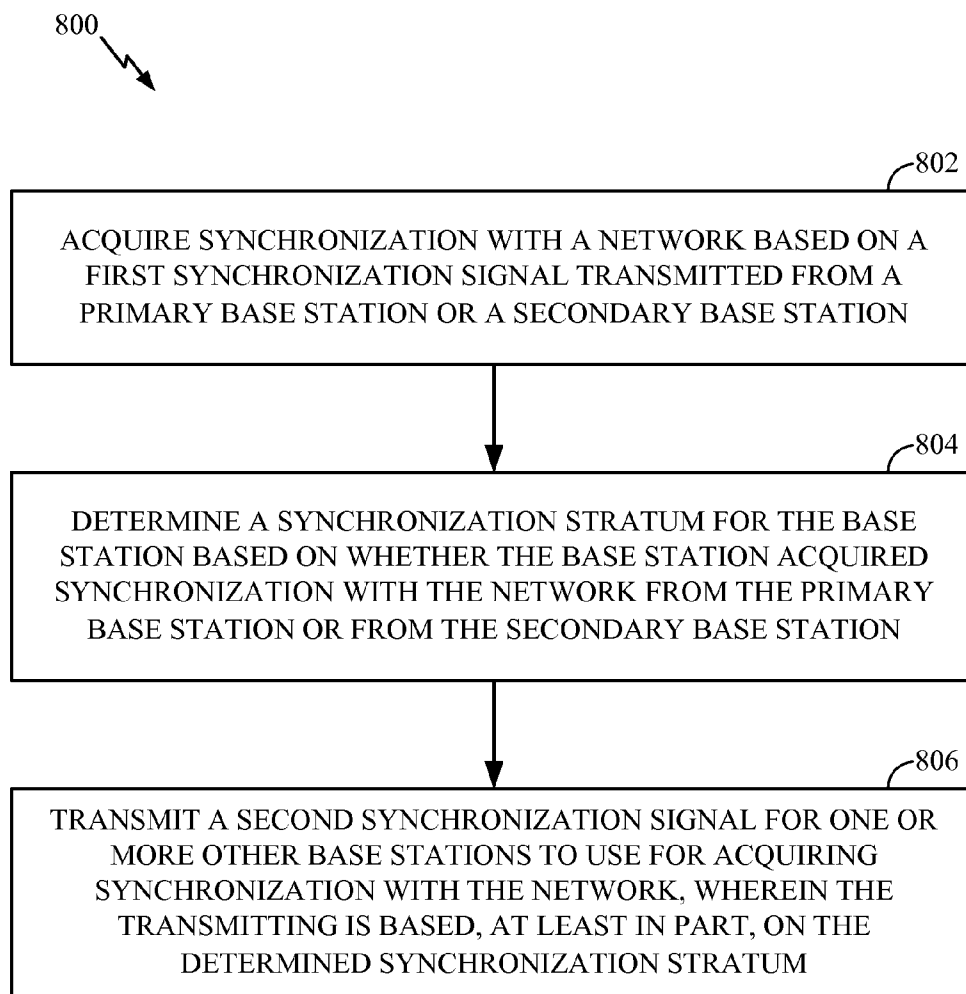 800
802
ACQUIRE SYNCHRONIZATION WITH A NETWORK BASED ON A
FIRST SYNCHRONIZATION SIGNAL TRANSMITTED FROM A
PRIMARY BASE STATION OR A SECONDARY BASE STATION
804
DETERMINE A SYNCHRONIZATION STRATUM FOR THE BASE
STATION BASED ON WHETHER THE BASE STATION ACQUIRED
SYNCHRONIZATION WITH THE NETWORK FROM THE PRIMARY
BASE STATION OR FROM THE SECONDARY BASE STATION
806
TRANSMIT A SECOND SYNCHRONIZATION SIGNAL FOR ONE OR
MORE OTHER BASE STATIONS TO USE FOR ACQUIRING
SYNCHRONIZATION WITH THE NETWORK, WHEREIN THE
TRANSMITTING IS BASED, AT LEAST IN PART, ON THE
DETERMINED SYNCHRONIZATION STRATUM